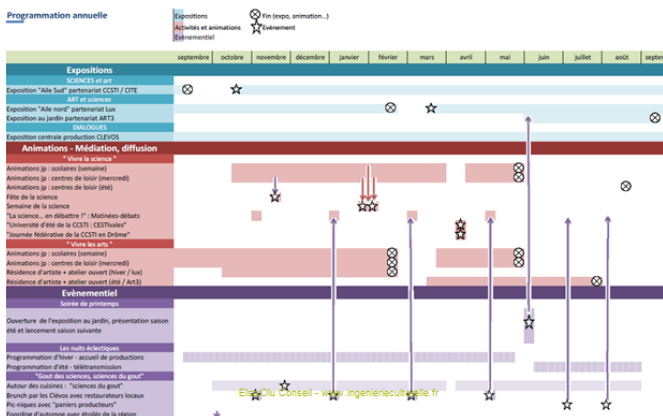 Programmation annuelle
Expositions
Activités et animations
Evènementiel
Fin (expo, animation...)
Evènement
septembre octobre novembre décembre janvier février mars avril mai juin juillet août septem
Expositions
SCIENCES et art
Exposition "Aile Sud" partenariat CCSTI / CITE
ART et sciences
Exposition "Aile nord" partenariat Lux
Exposition au jardin partenariat ART3
DIALOGUES
Exposition centrale production CLEVOS
Animations - Médiation, diffusion
" Vivre la science "
Animations jp : scolaires (semaine)
Animations jp : centres de loisir (mercredi)
Animations jp : centres de loisir (été)
Fête de la science
Semaine de la science
"La science... en débattre !" : Matinées-débats
"Université d'été de la CCSTI : CESTIvales"
"Journée fédérative de la CCSTI en Drôme"
" Vivre les arts "
Animations jp : scolaires (semaine)
Animations jp : centres de loisir (mercredi)
Résidence d'artiste + atelier ouvert (hiver / lux)
Résidence d'artiste + atelier ouvert (été / Art3)
Evènementiel
Soirée de printemps
Ouverture de l'exposition au jardin, présentation saison
été et lancement saison suivante
Les nuits éclectiques
Programmation d'hiver - accueil de productions
Programmation d'été - télétransmission
"Gout des sciences, sciences du gout"
Autour des cuisines : "sciences du gout"
Brunch par les Clévos avec restaurateurs locaux
Pic-niques avec "paniers producteurs"
d'automne avec étoilés de la région
Elsa Olu Conseil - www.ingenierieculturelle.fr